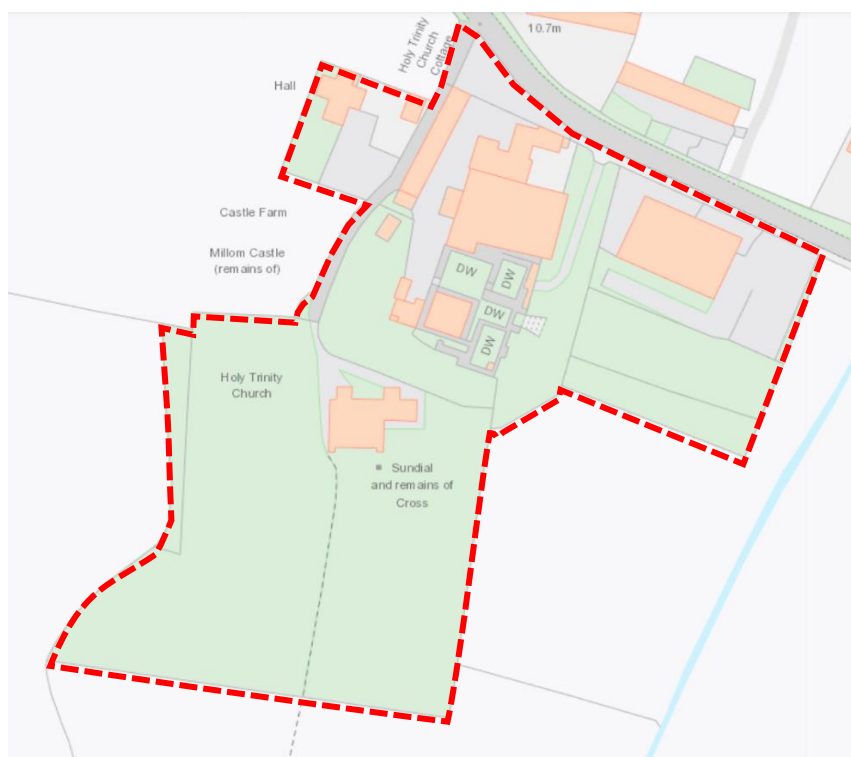 10.7m
Holy Trinity
Church
Cottage
Hall
Castle Farm
Millom Castle
(remains of)
DW
DW
DW
DW
Holy Trinity
Church
Sundial
and remains of
Cross